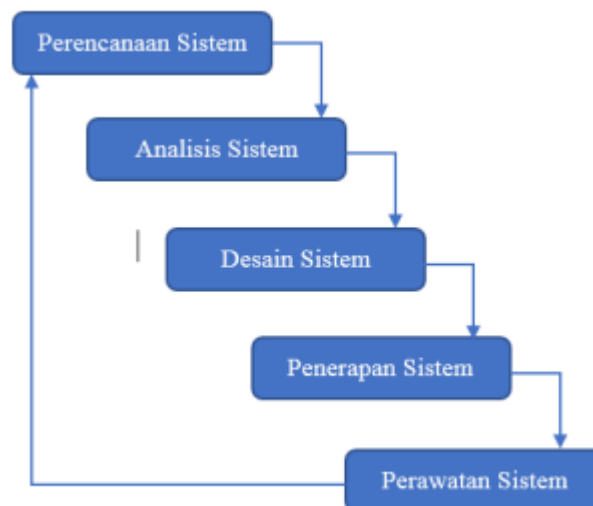 Perencanaan Sistem
Analisis Sistem
Desain Sistem
Penerapan Sistem
Perawatan Sistem